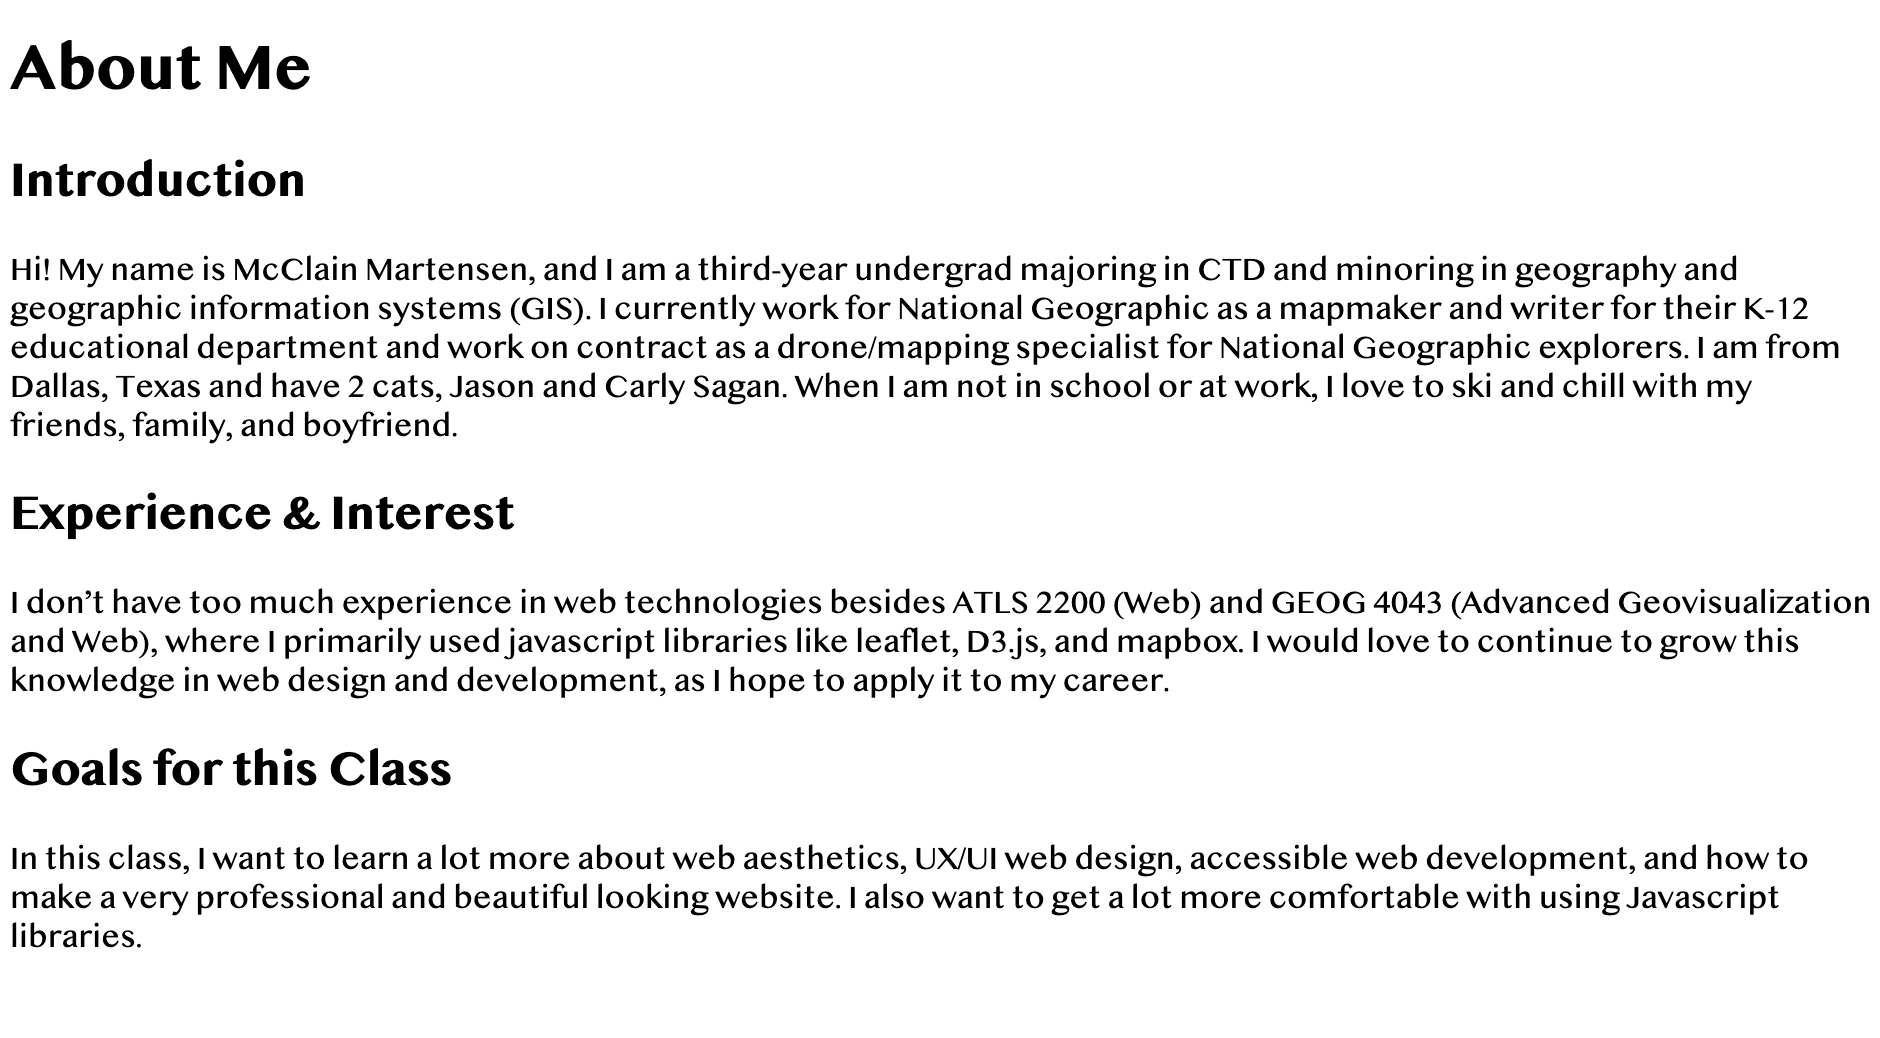 About Me
Introduction
Hi! My name is McClain Martensen, and I am a third-year undergrad majoring in CTD and minoring in geography and
geographic information systems (GIS). I currently work for National Geographic as a mapmaker and writer for their K-12
educational department and work on contract as a drone/mapping specialist for National Geographic explorers. I am from
Dallas, Texas and have 2 cats, Jason and Carly Sagan. When I am not in school or at work, I love to ski and chill with my
friends, family, and boyfriend.
Experience & Interest
I don’t have too much experience in web technologies besides ATLS 2200 (Web) and GEOG 4043 (Advanced Geovisualization
and Web), where I primarily used javascript libraries like leaflet, D3.js, and mapbox. I would love to continue to grow this
knowledge in web design and development, as I hope to apply it to my career.
Goals for this Class
In this class, I want to learn a lot more about web aesthetics, UX/UI web design, accessible web development, and how to
make a very professional and beautiful looking website. I also want to get a lot more comfortable with using Javascript
libraries.